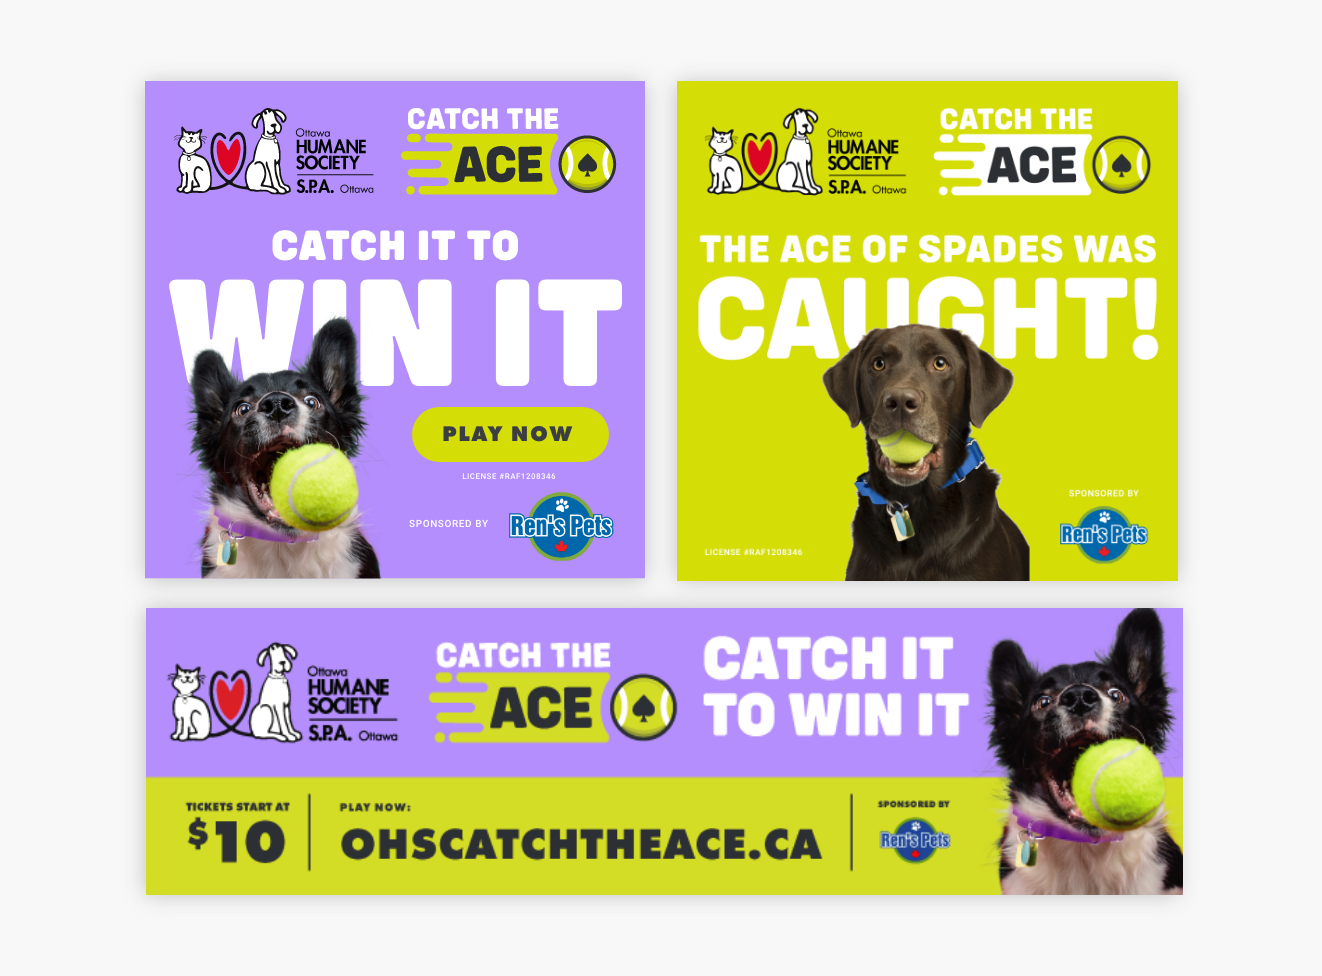 Ottawa
HUMANE
SOCIETY
S.P.A. Ottawa
CATCH THE
ACE
CATCH IT TO
WIN IT
PLAY NOW
LICENSE #RAF1208346
SPONSORED BY
Ren's Pets
Ottawa
HUMANE
SOCIETY
S.P.A. Ottawa
CATCH THE
ACE
THE ACE OF SPADES WAS
CAUGHT!
LICENSE #RAF1208346
SPONSORED BY
Ren's Pets
Ottawa
HUMANE
SOCIETY
S.P.A. Ottawa
CATCH THE
ACE
CATCH IT
TO WIN IT
TICKETS START AT
$10
PLAY NOW:
OHSCATCHTHEACE.CA
SPONSORED BY
Ren's Pets